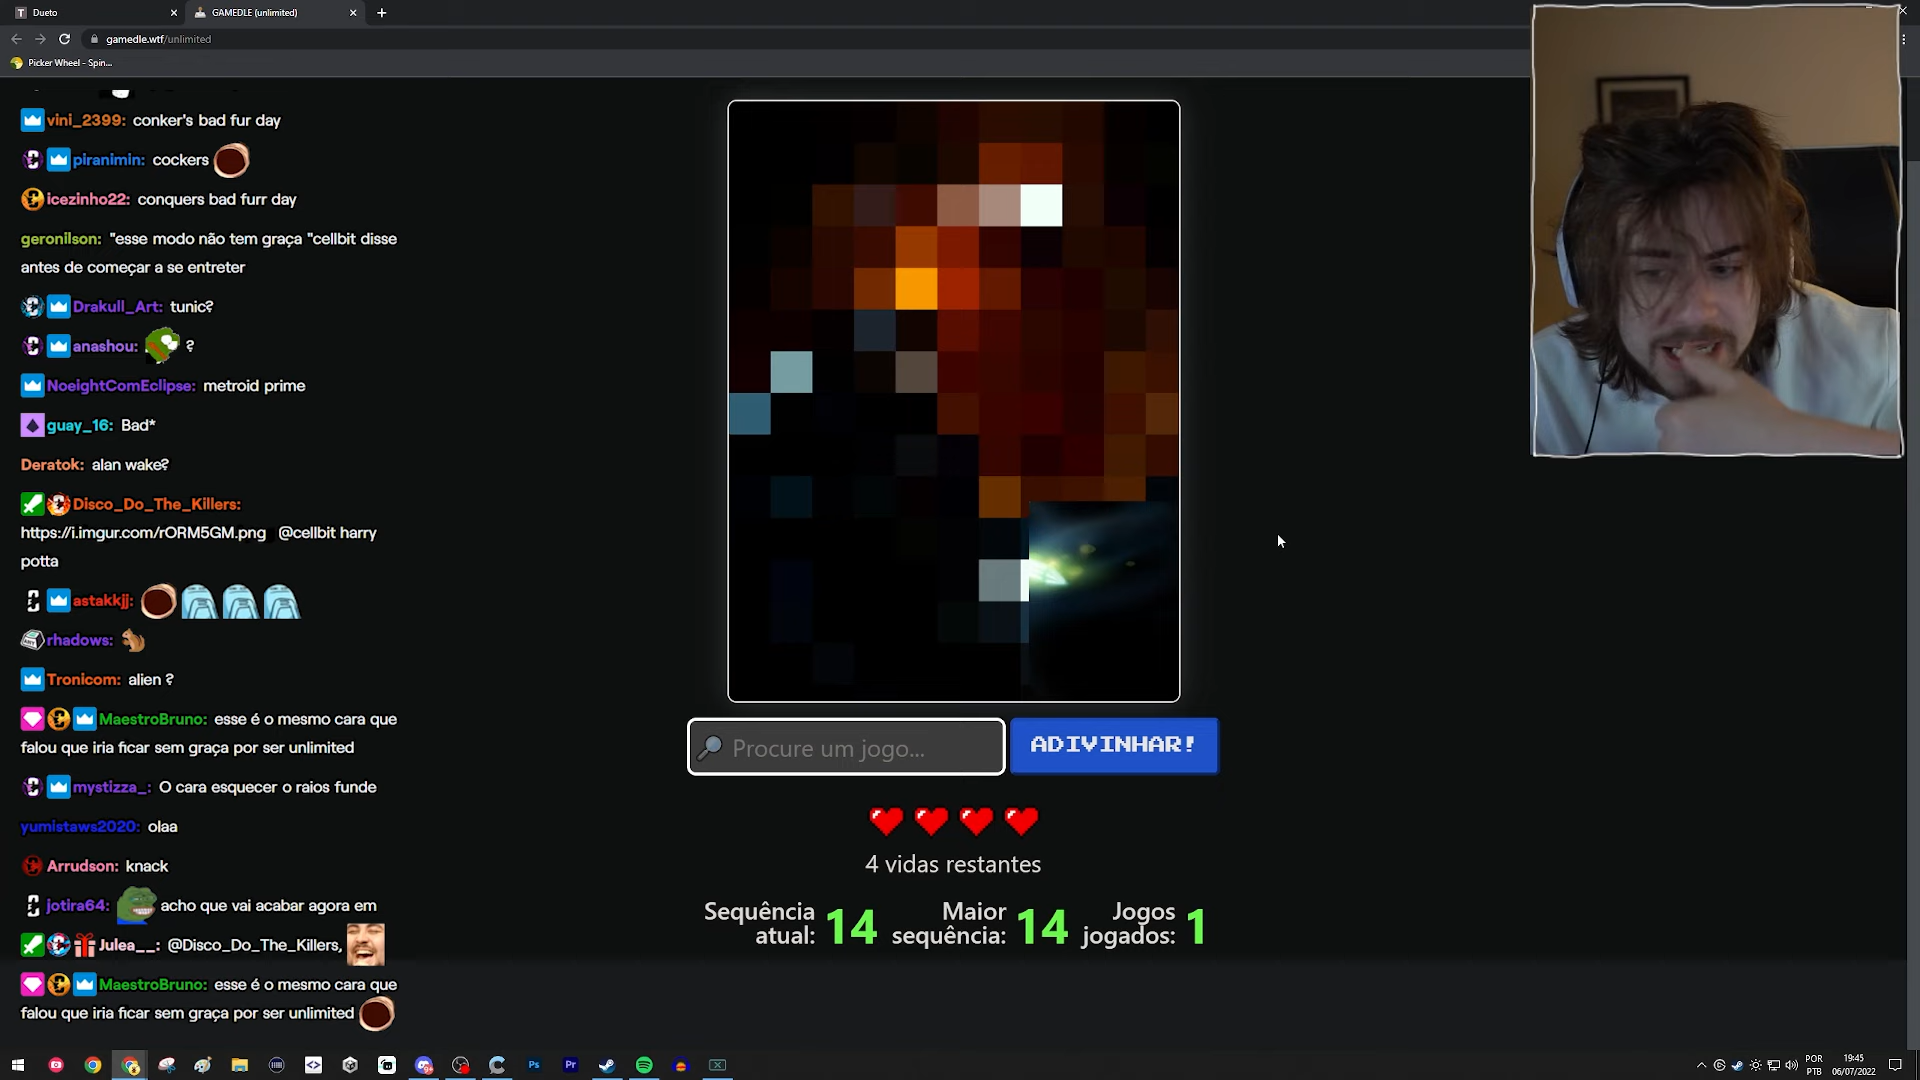 Dueto
GAMEDLE (unlimited)
gamedle.wtf/unlimited
Picker Wheel - Spin...
vini_2399: conker's bad fur day
piranimin: cockers
icezinho22: conquers bad furr day
geronilson: "esse modo não tem graça "cellbit disse
antes de começar a se entreter
Drakull_Art: tunic?
anashou: ?
NoeightComEclipse: metroid prime
guay_16: Bad*
Deratok: alan wake?
Disco_Do_The_Killers:
https://i.imgur.com/rORM5GM.png @cellbit harry
potta
astakkjj:
rhadows:
Tronicom: alien ?
MaestroBruno: esse é o mesmo cara que
falou que iria ficar sem graça por ser unlimited
mystizza_: O cara esquecer o raios funde
yumistaws2020: olaa
Arrudson: knack
jotira64: acho que vai acabar agora em
Julea__: @Disco_Do_The_Killers,
MaestroBruno: esse é o mesmo cara que
falou que iria ficar sem graça por ser unlimited
Procure um jogo...
ADIVINHAR!
4 vidas restantes
Sequência atual: 14
Maior sequência: 14
Jogos jogados: 1
Ps
Pr
POR
PTB
19:45
06/07/2022